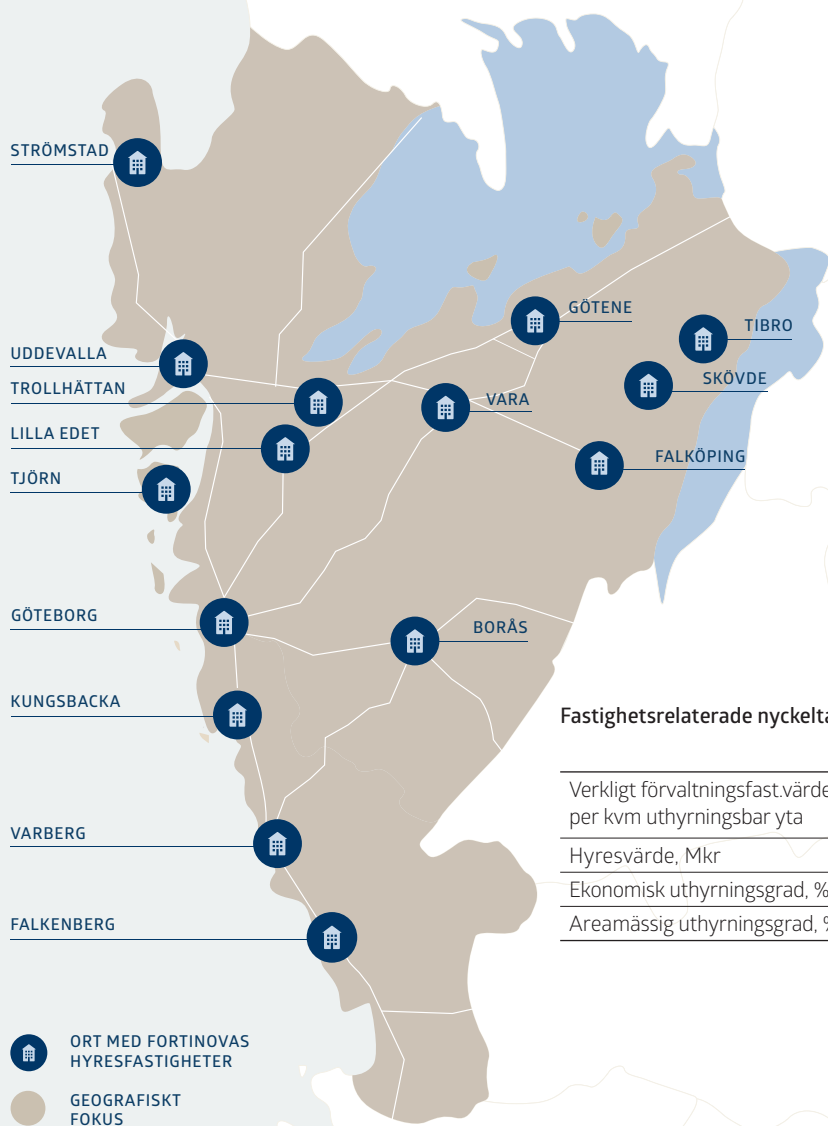 STRÖMSTAD
GÖTENE
TIBRO
UDDEVALLA
SKÖVDE
TROLLHÄTTAN
VARA
LILLA EDET
FALKÖPING
TJÖRN
GÖTEBORG
BORÅS
KUNGSBACKA
Fastighetsrelaterade
Verkligt förvaltningsfast.värde
per kvm uthyrningsbar yta
VARBERG
Hyresvärde, Mkr
Ekonomisk uthyrningsgrad, %
FALKENBERG
Areamässig uthyrningsgrad, %
ORT MED FORTINOVAS
HYRESFASTIGHETER
GEOGRAFISKT
FOKUS